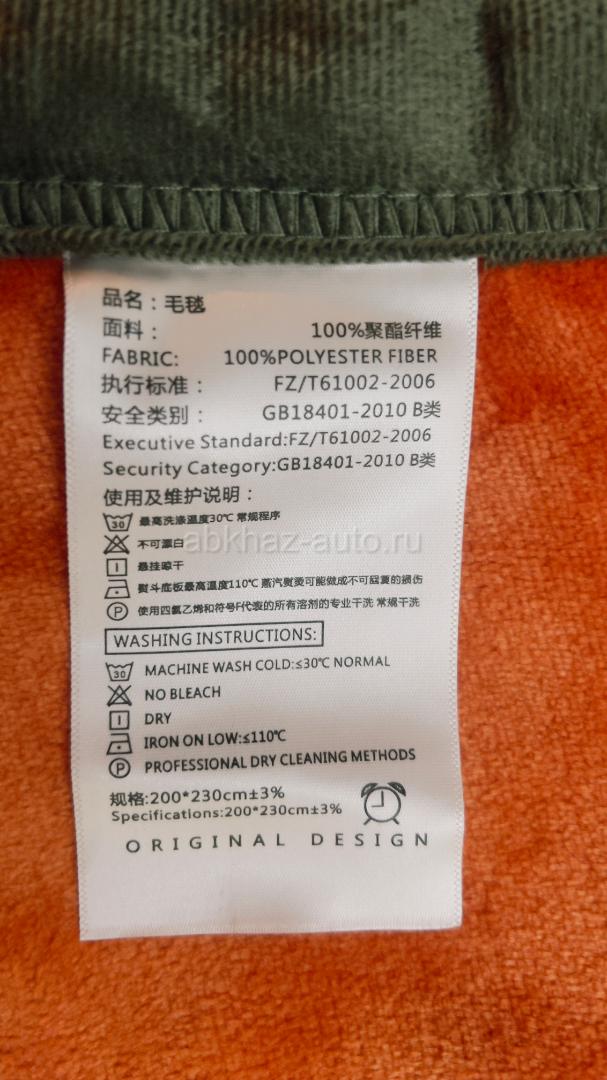 品名：毛毯
面料： 100%聚酯纤维
FABRIC: 100%POLYESTER FIBER
执行标准： FZ/T61002-2006
安全类别： GB18401-2010 B类
Executive Standard:FZ/T61002-2006
Security Category:GB18401-2010 B类
使用及维护说明：
30 最高洗涤温度30℃ 常规程序
不可漂白
abkhaz-auto.ru
悬挂晾干
熨斗底板最高温度110℃ 蒸汽熨烫可能做成不可回复的损伤
P 使用四氯乙烯和符号F代表的所有溶剂的专业干洗 常规干洗
WASHING INSTRUCTIONS:
30 MACHINE WASH COLD:≤30℃ NORMAL
NO BLEACH
DRY
IRON ON LOW:≤110℃
P PROFESSIONAL DRY CLEANING METHODS
规格:200*230cm±3%
Specifications:200*230cm±3%
ORIGINAL DESIGN